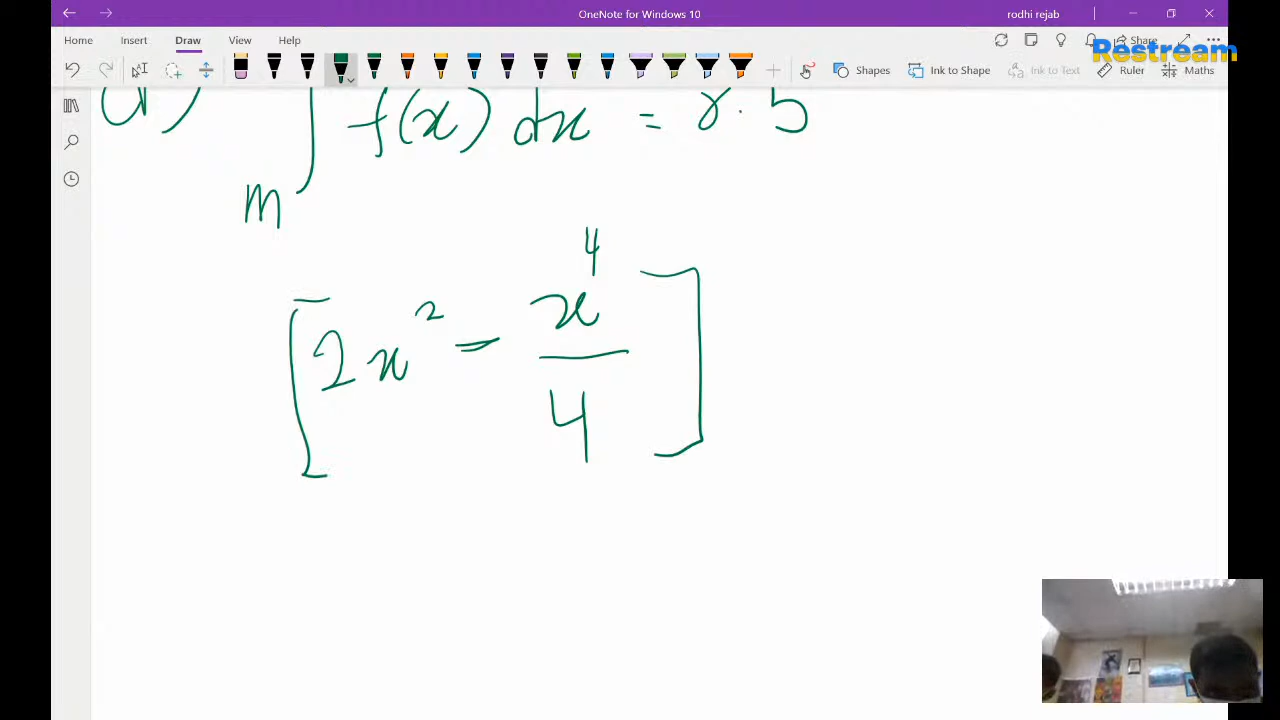 OneNote for Windows 10
rodhi rejab
Home Insert Draw View Help
Share
Restream
Shapes Ink to Shape Ink to Text Ruler Maths
∫ f(x) dx = 8.5
m
[2x² = x⁴/4]